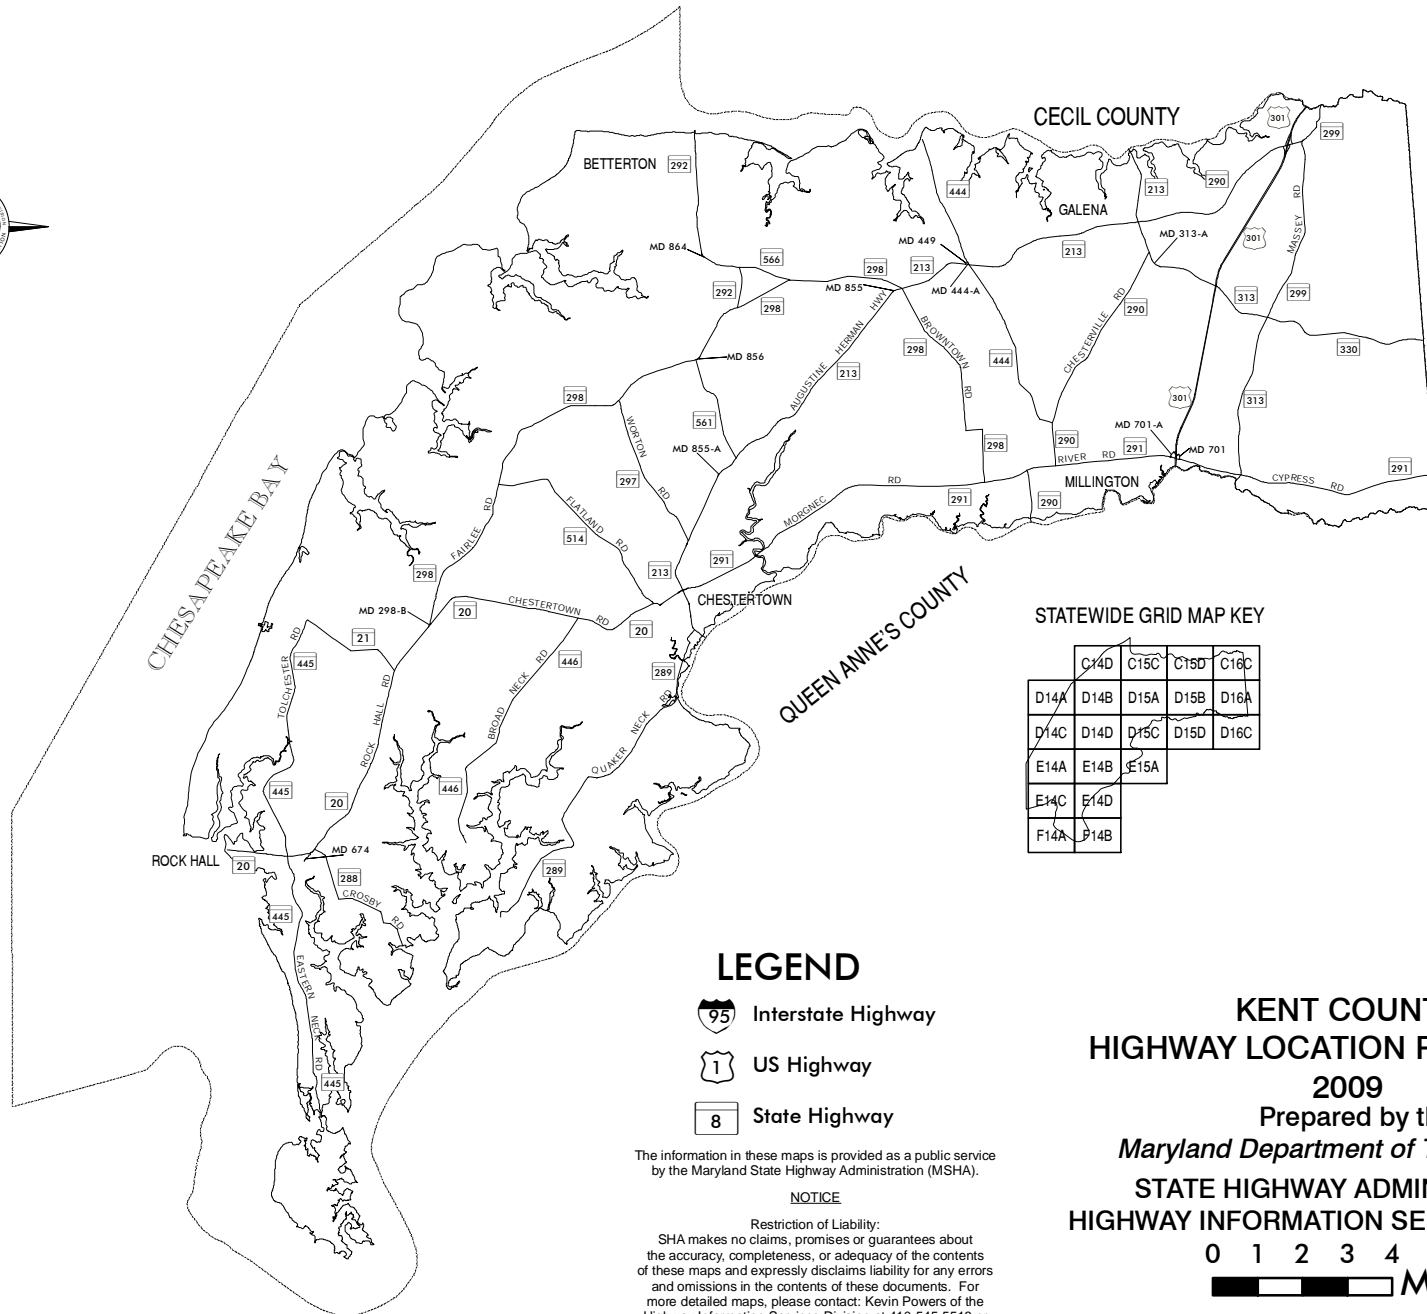 CECIL COUNTY
301
299
BETTERTON
292
444
213
290
GALENA
MASSEY RD
MD 449
MD 313-A
MD 864
566
298
213
213
301
292
MD 855
MD 444-A
298
313
299
290
CHESTERVILLE RD
AUGUSTINE HERMAN HWY
BROWNTOWN RD
298
330
MD 856
444
213
298
301
313
561
WORTON RD
MD 701-A
MD 855-A
298
290
291
MD 701
RIVER RD
291
297
MILLINGTON
CYPRESS RD
MORGNEC RD
291
290
FAIRLEE RD
FLATLAND RD
514
CHESAPEAKE BAY
298
213
291
CHESTERTOWN
MD 298-B
20
CHESTERTOWN RD
20
QUEEN ANNE'S COUNTY
21
445
TOLCHESTER RD
446
289
BROAD NECK RD
ROCK HALL RD
QUAKER NECK RD
445
20
446
ROCK HALL
20
MD 674
288
289
CROSBY RD
445
EASTERN NECK RD
445
STATEWIDE GRID MAP KEY
C14D C15C C15D C16C
D14A D14B D15A D15B D16A
D14C D14D D15C D15D D16C
E14A E14B E15A
E14C E14D
F14A F14B
LEGEND
95 Interstate Highway
1 US Highway
8 State Highway
The information in these maps is provided as a public service
by the Maryland State Highway Administration (MSHA).
NOTICE
Restriction of Liability:
SHA makes no claims, promises or guarantees about
the accuracy, completeness, or adequacy of the contents
of these maps and expressly disclaims liability for any errors
and omissions in the contents of these documents. For
more detailed maps, please contact: Kevin Powers of the
KENT COUNT
HIGHWAY LOCATION
2009
Prepared by t
Maryland Department of
STATE HIGHWAY ADMIN
HIGHWAY INFORMATION SE
0 1 2 3 4
M